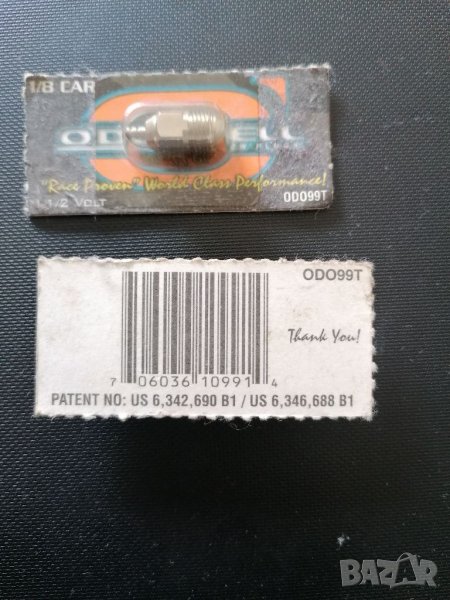 1/8 CAR
"Race Proven" World Class Performance!
1 1/2 VOLT
ODO99T
ODO99T
Thank You!
7 06036 10991 4
PATENT NO: US 6,342,690 B1 / US 6,346,688 B1
BAZAR